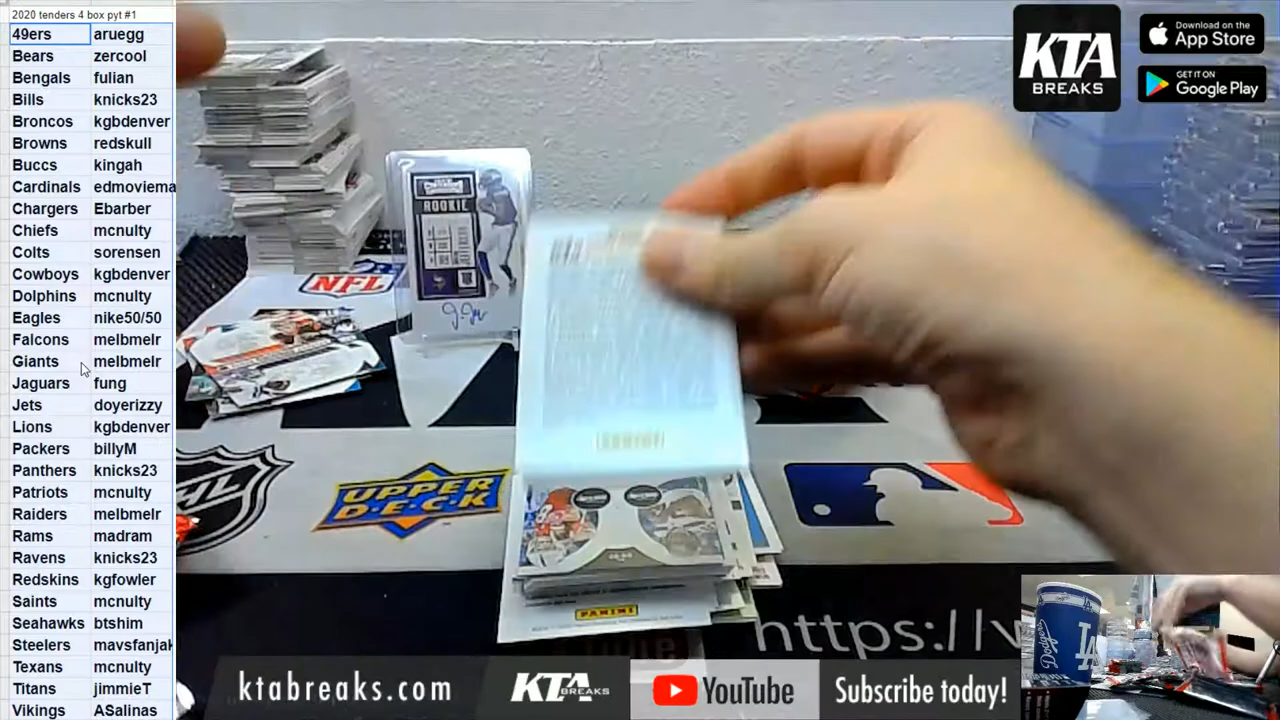 2020 tenders 4 box pyt #1
49ers aruegg
Bears zercool
Bengals fulian
Bills knicks23
Broncos kgbdenver
Browns redskull
Buccs kingah
Cardinals edmoviema
Chargers Ebarber
Chiefs mcnulty
Colts sorensen
Cowboys kgbdenver
Dolphins mcnulty
Eagles nike50/50
Falcons melbmelr
Giants melbmelr
Jaguars fung
Jets doyerizzy
Lions kgbdenver
Packers billyM
Panthers knicks23
Patriots mcnulty
Raiders melbmelr
Rams madram
Ravens knicks23
Redskins kgfowler
Saints mcnulty
Seahawks btshim
Steelers mavsfanjak
Texans mcnulty
Titans jimmieT
Vikings ASalinas
KTA
BREAKS
Download on the
App Store
GET IT ON
Google Play
ROOKIE
NFL
NHL
UPPER
D.E.C.K
PANINI
https://w
Dodgers
LA
ktabreaks.com
KTA
BREAKS
YouTube
Subscribe today!